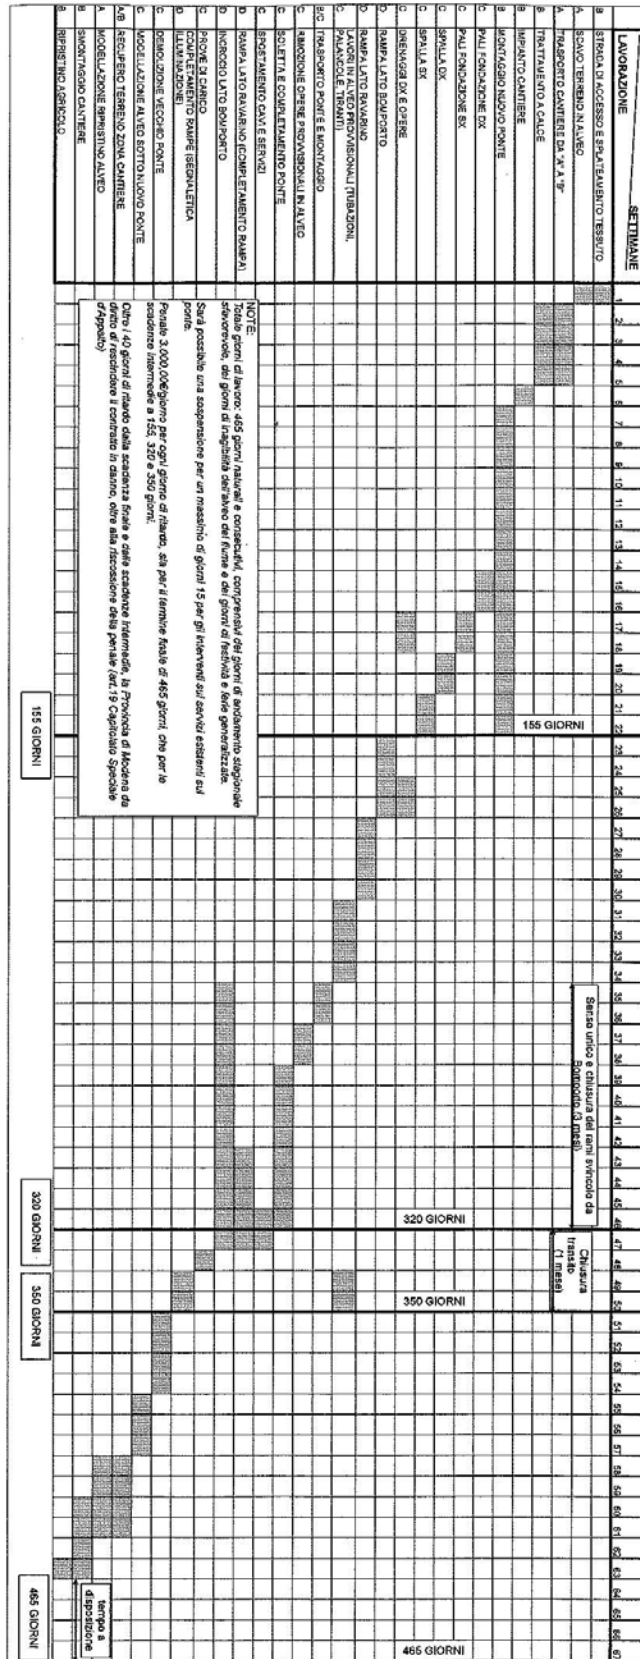 SETTIMANE
LAVORAZIONE
1 2 3 4 5 6 7 8 9 10 11 12 13 14 15 16 17 18 19 20 21 22 23 24 25 26 27 28 29 30 31 32 33 34 35 36 37 38 39 40 41 42 43 44 45 46 47 48 49 50 51 52 53 54 55 56 57 58 59 60 61 62 63 64 65 66 67
B STRADA DI ACCESSO E SPLATEAMENTO TESSUTO
A SCAVO TERRENO IN ALVEO
A TRASPORTO CANTIERE DA "A" A "B"
B TRATTAMENTO A CALCE
B IMPIANTO CANTIERE
B MONTAGGIO NUOVO PONTE
C PALI FONDAZIONE DX
C PALI FONDAZIONE SX
C SPALLA DX
C SPALLA SX
C DRENAGGI DX E OPERE
D RAMPA LATO BOMPORTO
D RAMPA LATO RAVARINO
C LAVORI IN ALVEO PROVVISIONALI (TUBAZIONI,
PALANCOLE, TIRANTI)
B/C TRASPORTO PONTE E MONTAGGIO
C RIMOZIONE OPERE PROVVISIONALI IN ALVEO
C SOLETTA E COMPLETAMENTO PONTE
C SPOSTAMENTO CAVI E SERVIZI
D RAMPA LATO RAVARINO (COMPLETAMENTO RAMPA)
D INCROCIO LATO BOMPORTO
C PROVE DI CARICO
COMPLETAMENTO RAMPE (SEGNALETICA
ILLUMINAZIONE)
C DEMOLIZIONE VECCHIO PONTE
C MODELLAZIONE ALVEO SOTTO NUOVO PONTE
A/B RECUPERO TERRENO ZONA CANTIERE
A MODELLAZIONE RIPRISTINO ALVEO
B SMONTAGGIO CANTIERE
B RIPRISTINO AGRICOLO
Senso unico e chiusura dei rami svincolo da
Bomporto (3 mesi)
Chiusura
transito
(1 mese)
155 GIORNI
320 GIORNI
350 GIORNI
465 GIORNI
NOTE:
Totale giorni di lavoro: 465 giorni naturali e consecutivi, comprensivi dei giorni di andamento stagionale
sfavorevole, dei giorni di inagibilità dell'alveo del fiume e dei giorni di festività e ferie generalizzate.
Sarà possibile una sospensione per un massimo di giorni 15 per gli interventi sui servizi esistenti sul
ponte.
Penale 3.000,00€/giorno per ogni giorno di ritardo, sia per il termine finale di 465 giorni, che per le
scadenze intermedie a 155, 320 e 350 giorni.
Oltre i 40 giorni di ritardo dalla scadenza finale e dalle scadenze intermedie, la Provincia di Modena da
diritto di rescindere il contratto in danno, oltre alla riscossione della penale (art.19 Capitolato Speciale
d'Appalto)
tempo a
disposizione
155 GIORNI
320 GIORNI
350 GIORNI
465 GIORNI